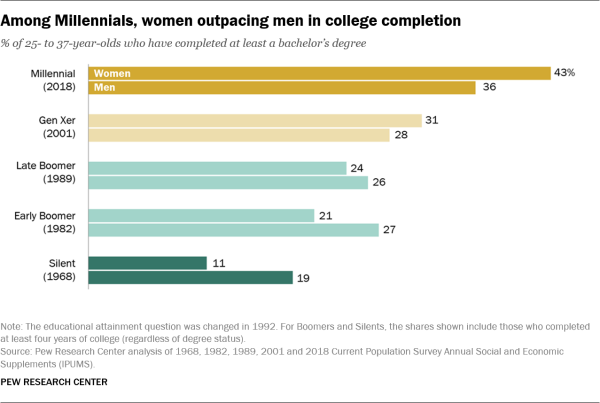 Among Millennials, women outpacing men in college completion
% of 25- to 37-year-olds who have completed at least a bachelor's degree
Millennial
(2018)
Women
43%
Men
36
Gen Xer
(2001)
31
28
Late Boomer
(1989)
24
26
Early Boomer
(1982)
21
27
Silent
(1968)
11
19
Note: The educational attainment question was changed in 1992. For Boomers and Silents, the shares shown include those who completed
at least four years of college (regardless of degree status).
Source: Pew Research Center analysis of 1968, 1982, 1989, 2001 and 2018 Current Population Survey Annual Social and Economic
Supplements (IPUMS).
PEW RESEARCH CENTER